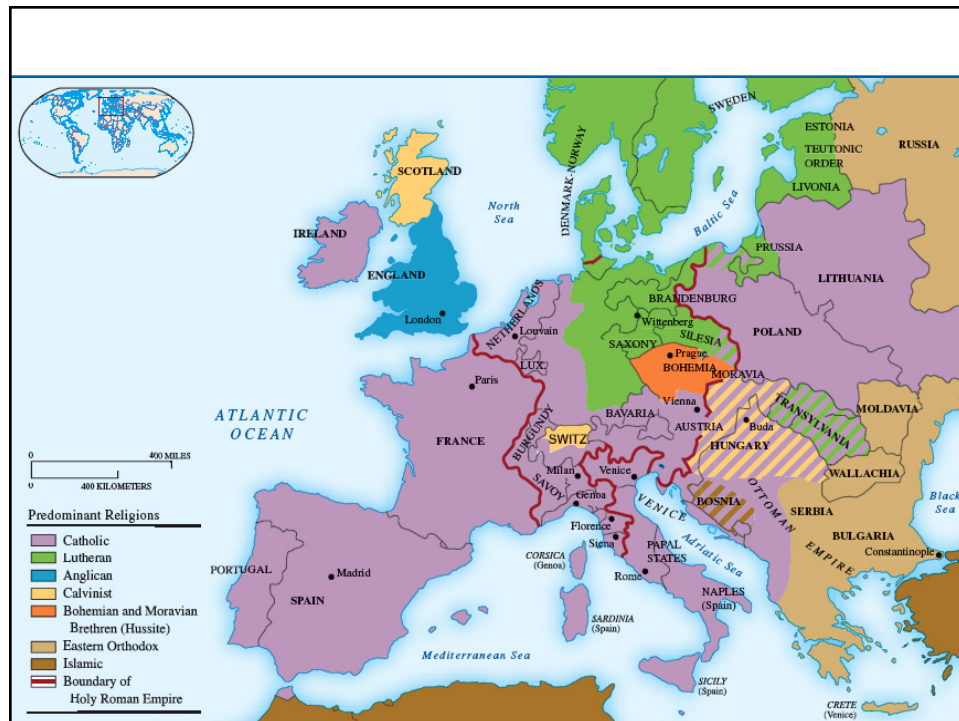 SWEDEN
ESTONIA
TEUTONIC
ORDER
RUSSIA
SCOTLAND
LIVONIA
North
Sea
DENMARK-NORWAY
Baltic Sea
IRELAND
PRUSSIA
LITHUANIA
ENGLAND
London
NETHERLANDS
BRANDENBURG
Wittenberg
Louvain
SAXONY
SILESIA
POLAND
LUX.
Prague
BOHEMIA
MORAVIA
Paris
ATLANTIC
OCEAN
FRANCE
BURGUNDY
BAVARIA
Vienna
AUSTRIA
Buda
HUNGARY
TRANSYLVANIA
MOLDAVIA
SWITZ
WALLACHIA
400 MILES
0
0
400 KILOMETERS
Milan
Venice
SAVOY
Genoa
VENICE
BOSNIA
OTTOMAN
EMPIRE
SERBIA
BULGARIA
Black
Sea
Constantinople
Florence
Siena
PAPAL
STATES
Adriatic Sea
CORSICA
(Genoa)
Rome
PORTUGAL
Madrid
SPAIN
NAPLES
(Spain)
SARDINIA
(Spain)
Mediterranean Sea
SICILY
(Spain)
CRETE
(Venice)
Predominant Religions
Catholic
Lutheran
Anglican
Calvinist
Bohemian and Moravian
Brethren (Hussite)
Eastern Orthodox
Islamic
Boundary of
Holy Roman Empire